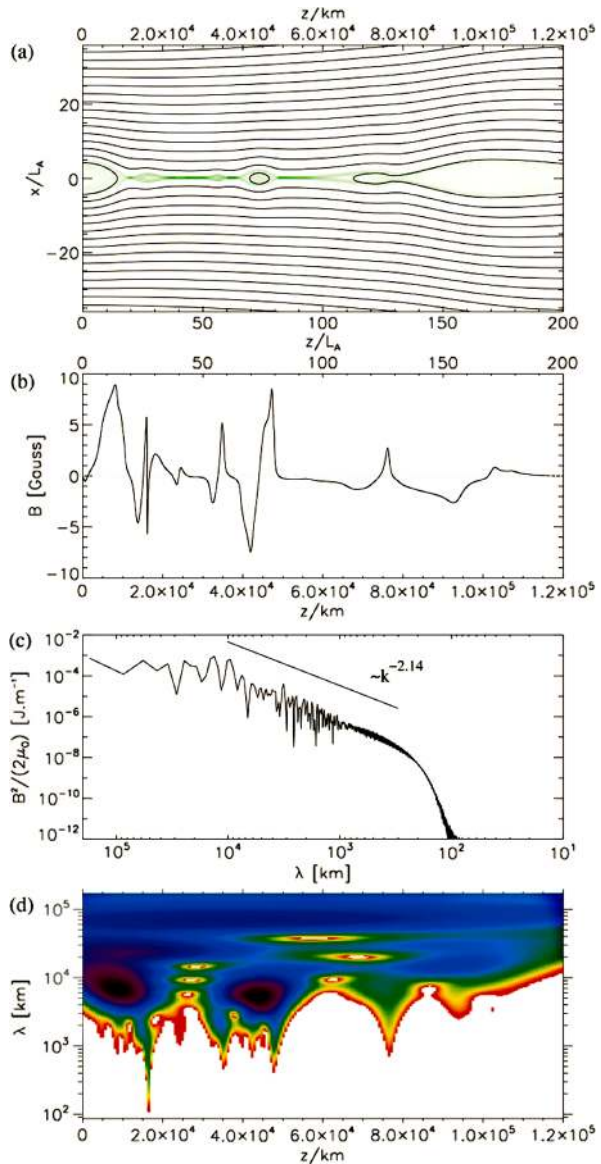 z/km
0 2.0×10⁴ 4.0×10⁴ 6.0×10⁴ 8.0×10⁴ 1.0×10⁵ 1.2×10⁵
(a)
x/L_A
20
0
−20
0 50 100 150 200
z/L_A
0 50 100 150 200
(b)
B [Gauss]
10
5
0
−5
−10
0 2.0×10⁴ 4.0×10⁴ 6.0×10⁴ 8.0×10⁴ 1.0×10⁵ 1.2×10⁵
z/km
(c)
B²/(2μ₀) [J.m⁻¹]
10⁻²
10⁻⁴
10⁻⁶
10⁻⁸
10⁻¹⁰
10⁻¹²
~k⁻²·¹⁴
10⁵ 10⁴ 10³ 10² 10¹
λ [km]
(d)
λ [km]
10⁵
10⁴
10³
10²
0 2.0×10⁴ 4.0×10⁴ 6.0×10⁴ 8.0×10⁴ 1.0×10⁵ 1.2×10⁵
z/km